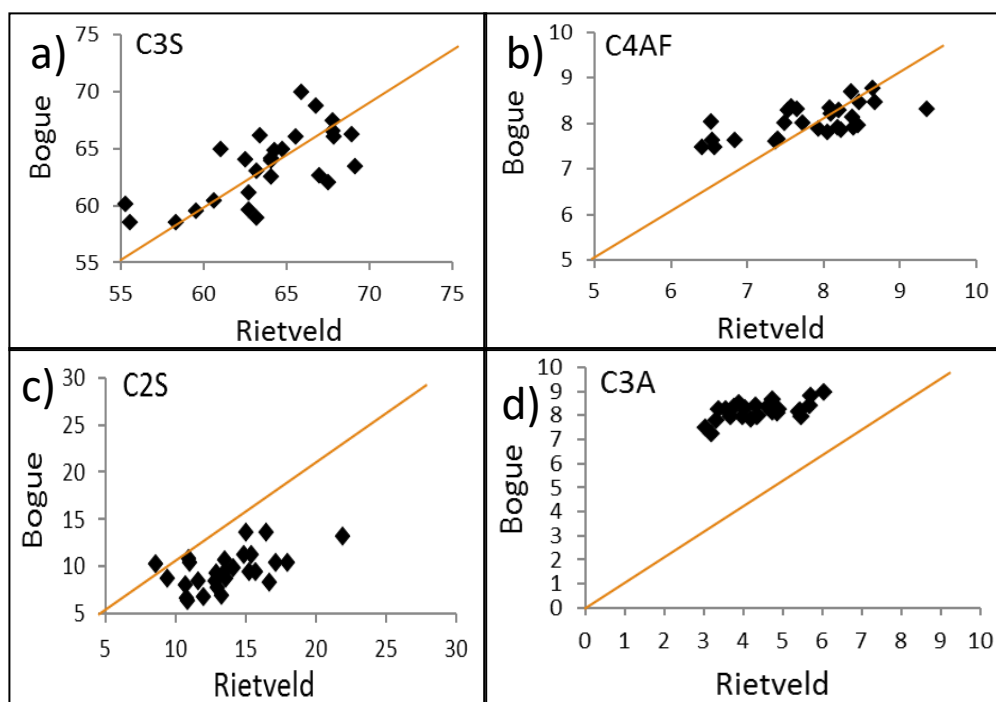 a) C3S
75
70
65
60
55
Bogue
55 60 65 70 75
Rietveld
b) C4AF
10
9
8
7
6
5
Bogue
5 6 7 8 9 10
Rietveld
c) C2S
30
25
20
15
10
5
Bogue
5 10 15 20 25 30
Rietveld
d) C3A
10
9
8
7
6
5
4
3
2
1
0
Bogue
0 1 2 3 4 5 6 7 8 9 10
Rietveld